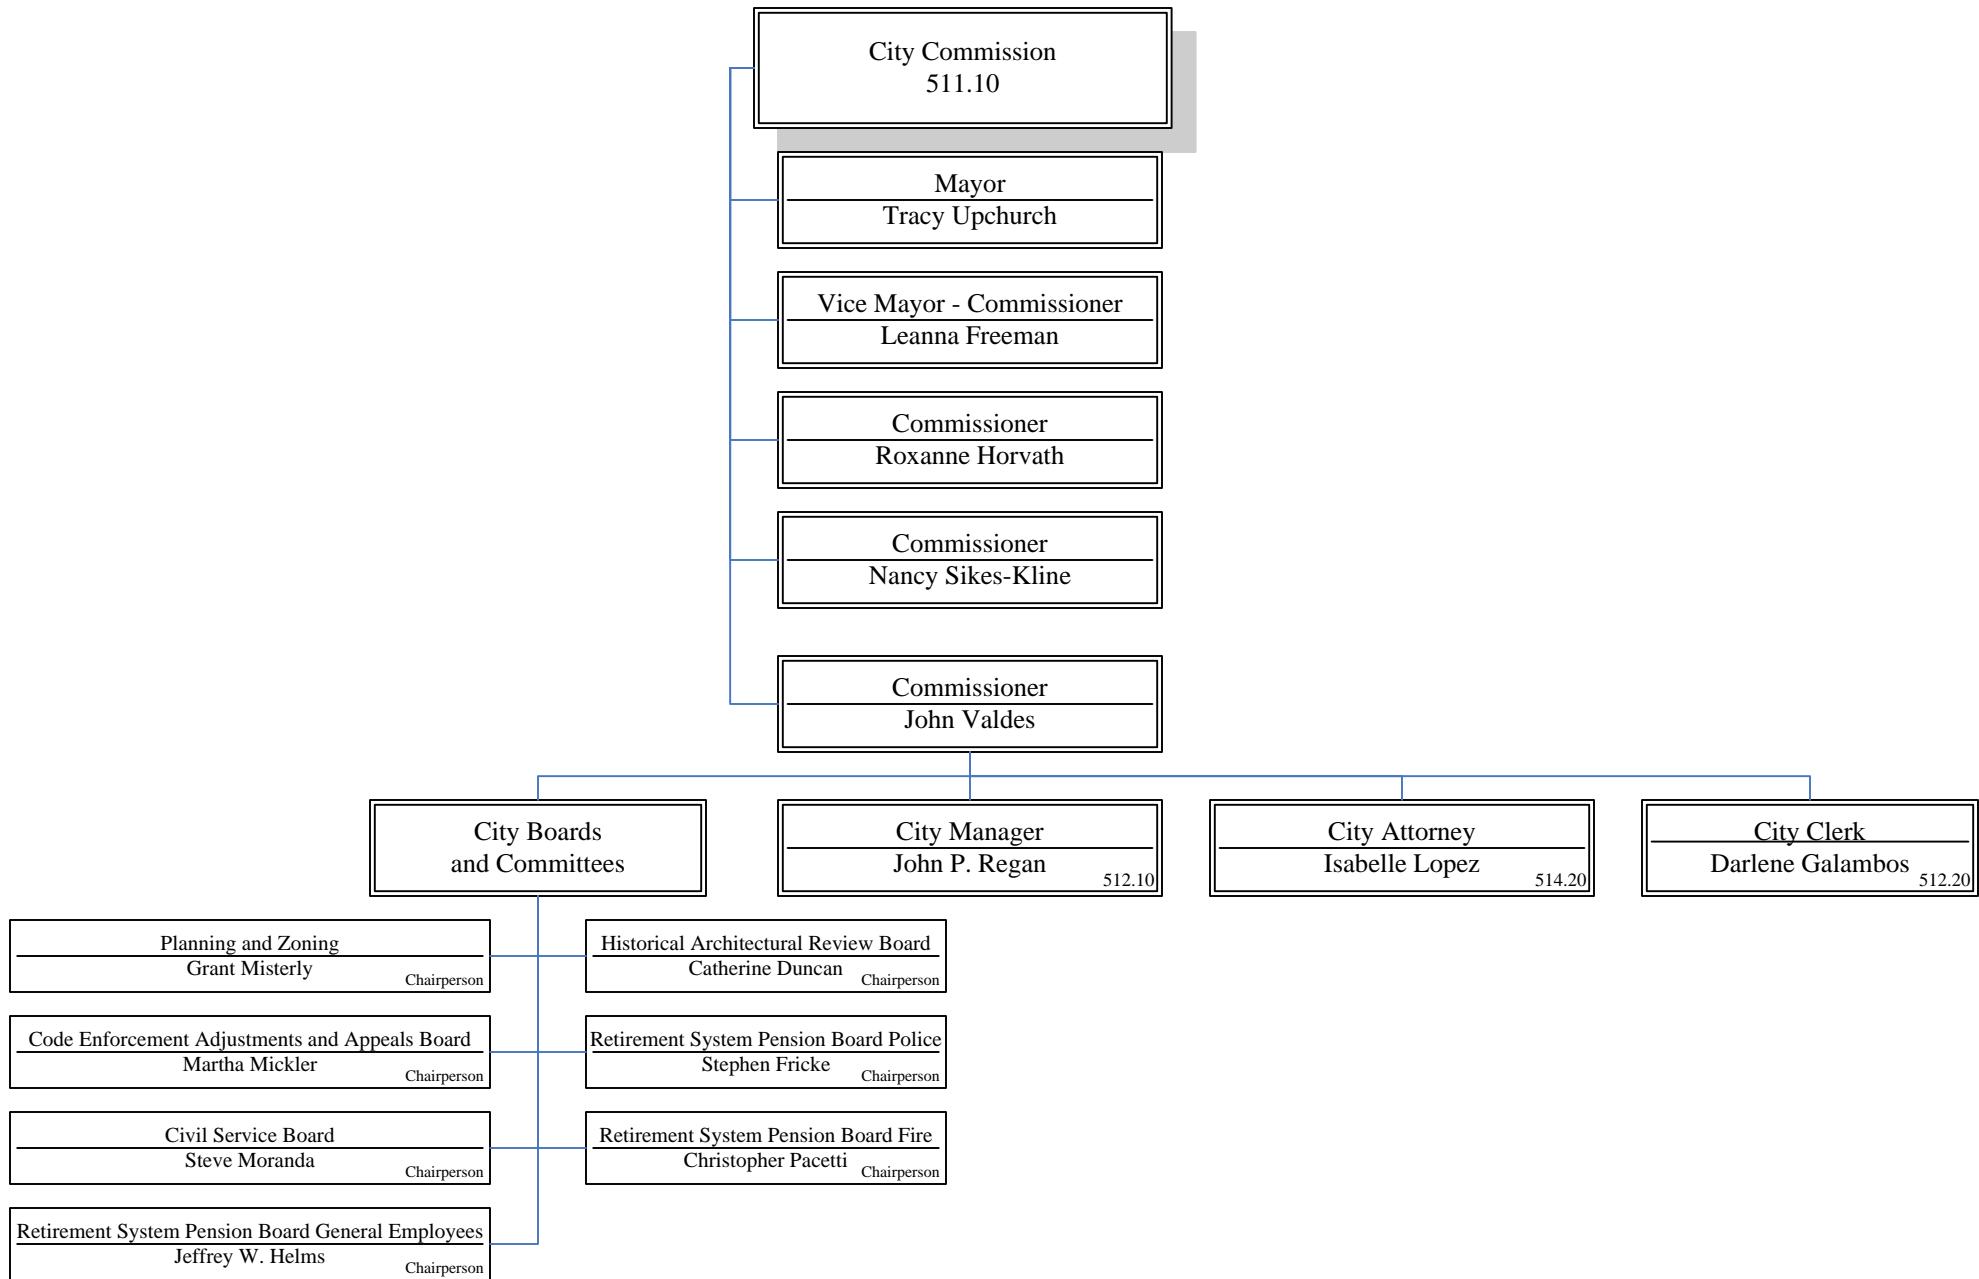 City Commission
511.10
Mayor
Tracy Upchurch
Vice Mayor - Commissioner
Leanna Freeman
Commissioner
Roxanne Horvath
Commissioner
Nancy Sikes-Kline
Commissioner
John Valdes
City Boards
and Committees
City Manager
John P. Regan
512.10
City Attorney
Isabelle Lopez
514.20
City Clerk
Darlene Galambos
512.20
Planning and Zoning
Grant Misterly
Chairperson
Historical Architectural Review Board
Catherine Duncan
Chairperson
Code Enforcement Adjustments and Appeals Board
Martha Mickler
Chairperson
Retirement System Pension Board Police
Stephen Fricke
Chairperson
Civil Service Board
Steve Moranda
Chairperson
Retirement System Pension Board Fire
Christopher Pacetti
Chairperson
Retirement System Pension Board General Employees
Jeffrey W. Helms
Chairperson